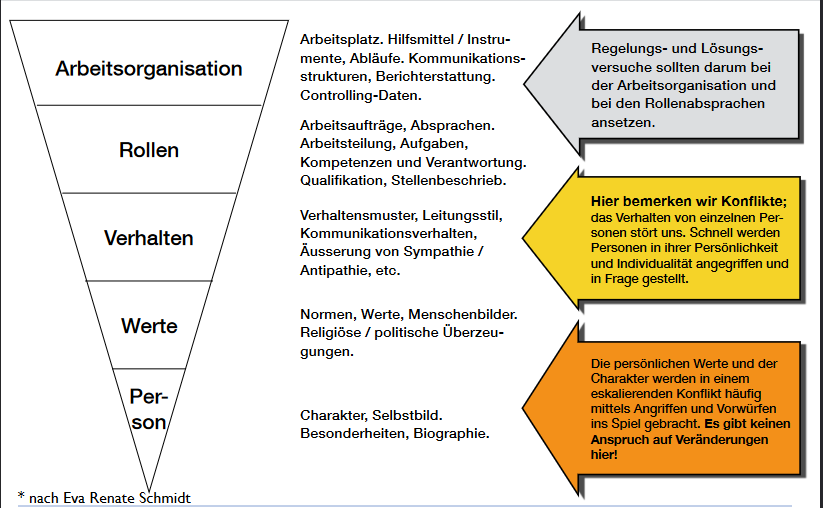 Arbeitsorganisation
Arbeitsplatz. Hilfsmittel / Instru-
mente, Abläufe. Kommunikations-
strukturen, Berichterstattung.
Controlling-Daten.
Regelungs- und Lösungs-
versuche sollten darum bei
der Arbeitsorganisation und
bei den Rollenabsprachen
ansetzen.
Rollen
Arbeitsaufträge, Absprachen.
Arbeitsteilung, Aufgaben,
Kompetenzen und Verantwortung.
Qualifikation, Stellenbeschrieb.
Verhalten
Verhaltensmuster, Leitungsstil,
Kommunikationsverhalten,
Äusserung von Sympathie /
Antipathie, etc.
Hier bemerken wir Konflikte;
das Verhalten von einzelnen Per-
sonen stört uns. Schnell werden
Personen in ihrer Persönlichkeit
und Individualität angegriffen und
in Frage gestellt.
Werte
Normen, Werte, Menschenbilder.
Religiöse / politische Überzeu-
gungen.
Per-
son
Charakter, Selbstbild.
Besonderheiten, Biographie.
Die persönlichen Werte und der
Charakter werden in einem
eskalierenden Konflikt häufig
mittels Angriffen und Vorwürfen
ins Spiel gebracht. Es gibt keinen
Anspruch auf Veränderungen
hier!
* nach Eva Renate Schmidt